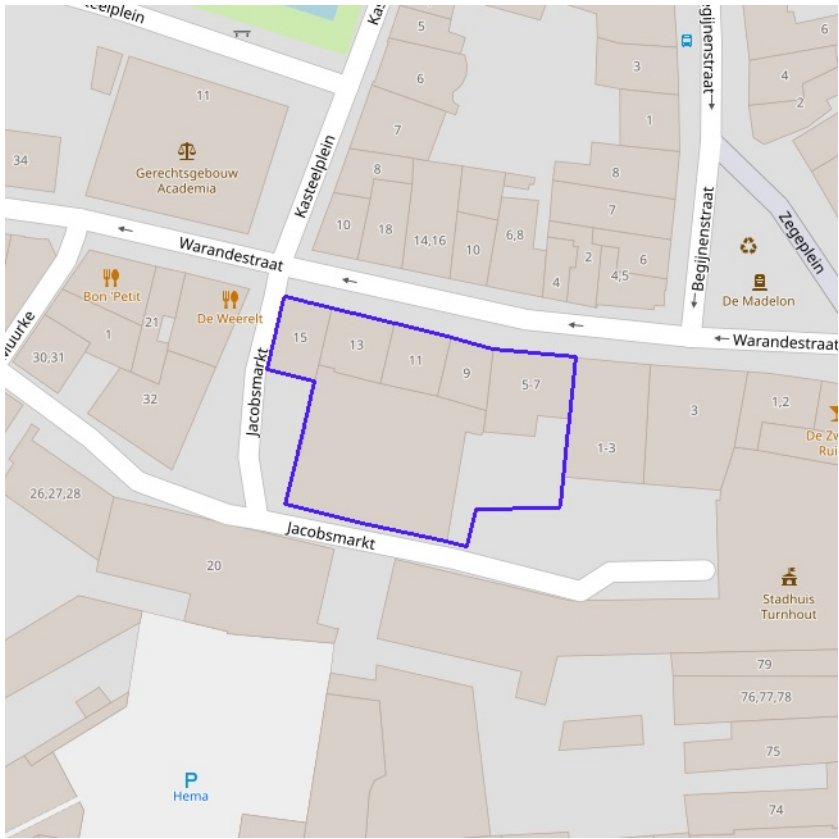 Kasteelplein
5
6
7
8
10
18
14,16
10
6,8
11
Gerechtsgebouw
Academia
34
Kasteelplein
Begijnenstraat
3
1
8
7
2
4
4,5
6
6
4
2
Zegeplein
Begijnenstraat
De Madelon
Warandestraat
Warandestraat
Bon 'Petit
De Weerelt
1
21
30,31
32
Jacobsmarkt
15
13
11
9
5-7
1-3
3
1,2
26,27,28
20
Jacobsmarkt
Stadhuis
Turnhout
79
76,77,78
75
74
P
Hema